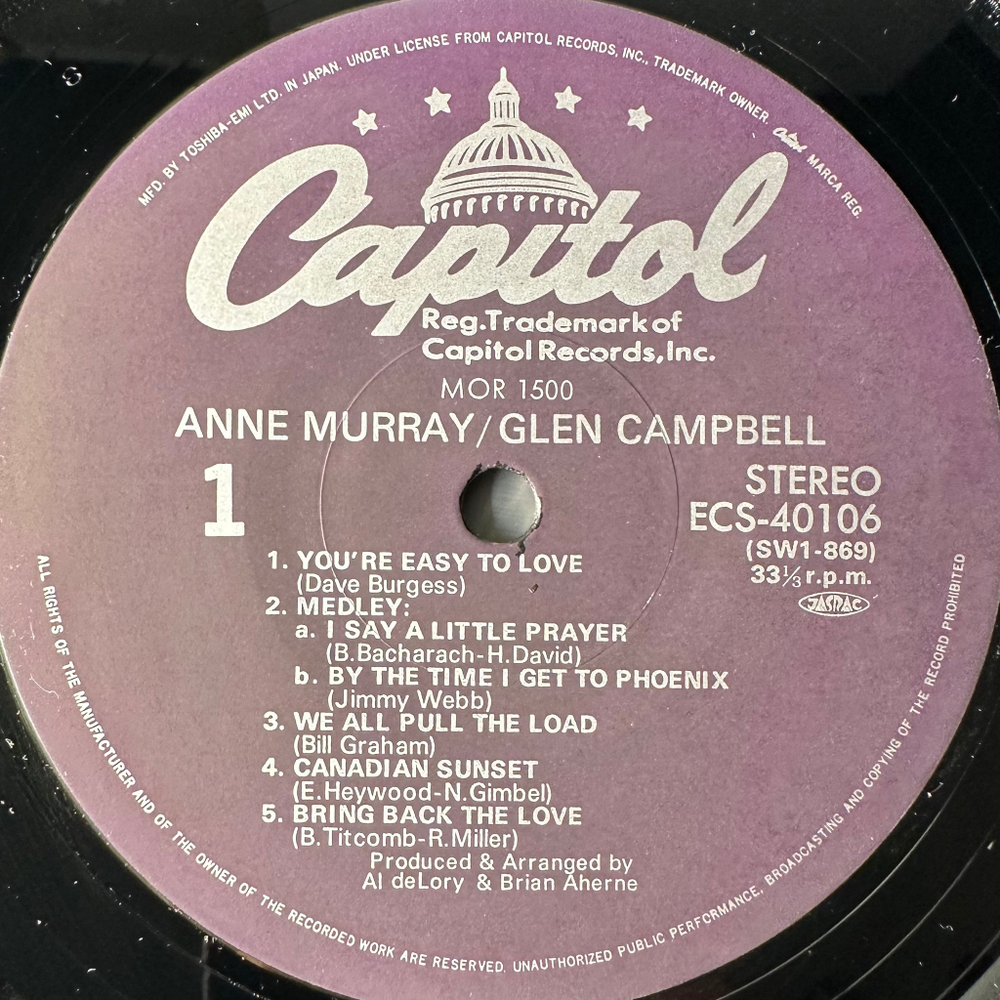 MFD. BY TOSHIBA-EMI LTD. IN JAPAN. UNDER LICENSE FROM CAPITOL RECORDS, INC., TRADEMARK OWNER. Capitol MARCA REG.
Capitol
Reg.Trademark of
Capitol Records,Inc.
MOR 1500
ANNE MURRAY/GLEN CAMPBELL
1
STEREO
ECS-40106
(SW1-869)
33⅓ r.p.m.
JASRAC
1. YOU'RE EASY TO LOVE
(Dave Burgess)
2. MEDLEY:
a. I SAY A LITTLE PRAYER
(B.Bacharach-H.David)
b. BY THE TIME I GET TO PHOENIX
(Jimmy Webb)
3. WE ALL PULL THE LOAD
(Bill Graham)
4. CANADIAN SUNSET
(E.Heywood-N.Gimbel)
5. BRING BACK THE LOVE
(B.Titcomb-R.Miller)
Produced & Arranged by
Al deLory & Brian Aherne
ALL RIGHTS OF THE MANUFACTURER AND OF THE OWNER OF THE RECORDED WORK ARE RESERVED. UNAUTHORIZED PUBLIC PERFORMANCE, BROADCASTING AND COPYING OF THE RECORD PROHIBITED